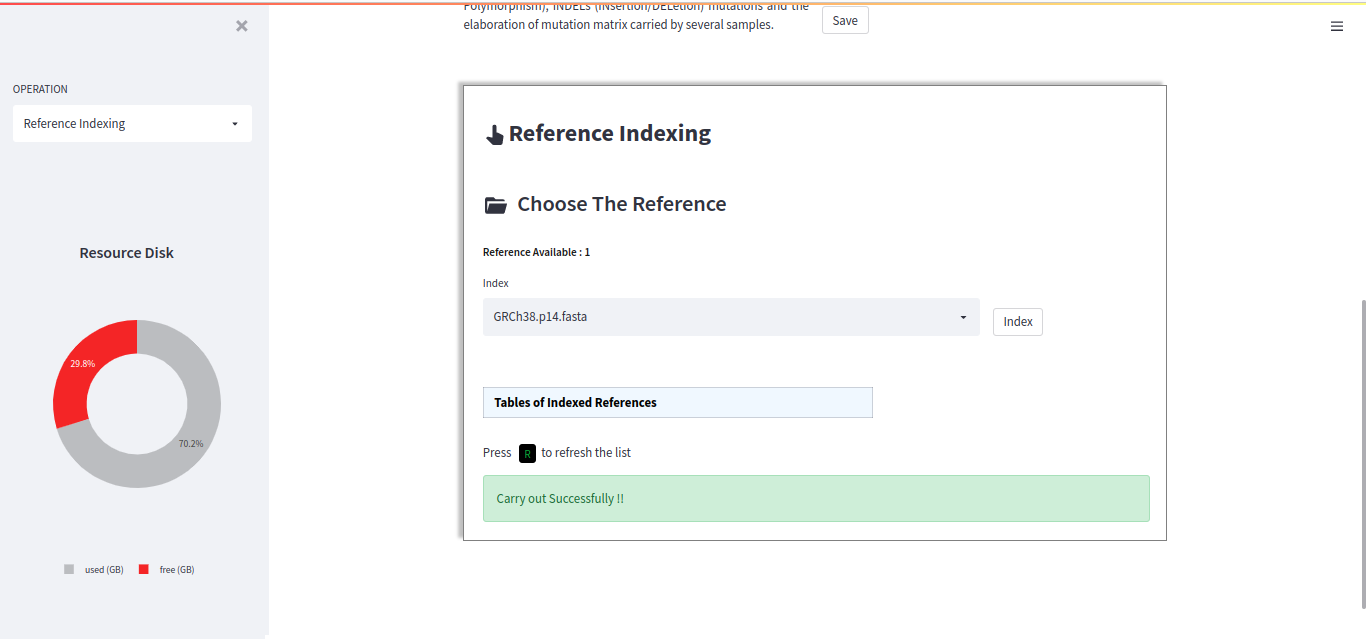 OPERATION
Reference Indexing
Resource Disk
29.8%
70.2%
used (GB)
free (GB)
Polymorphism), INDELs (INsertion/DELetion) mutations and the
elaboration of mutation matrix carried by several samples.
Save
Reference Indexing
Choose The Reference
Reference Available : 1
Index
GRCh38.p14.fasta
Index
Tables of Indexed References
Press R to refresh the list
Carry out Successfully !!